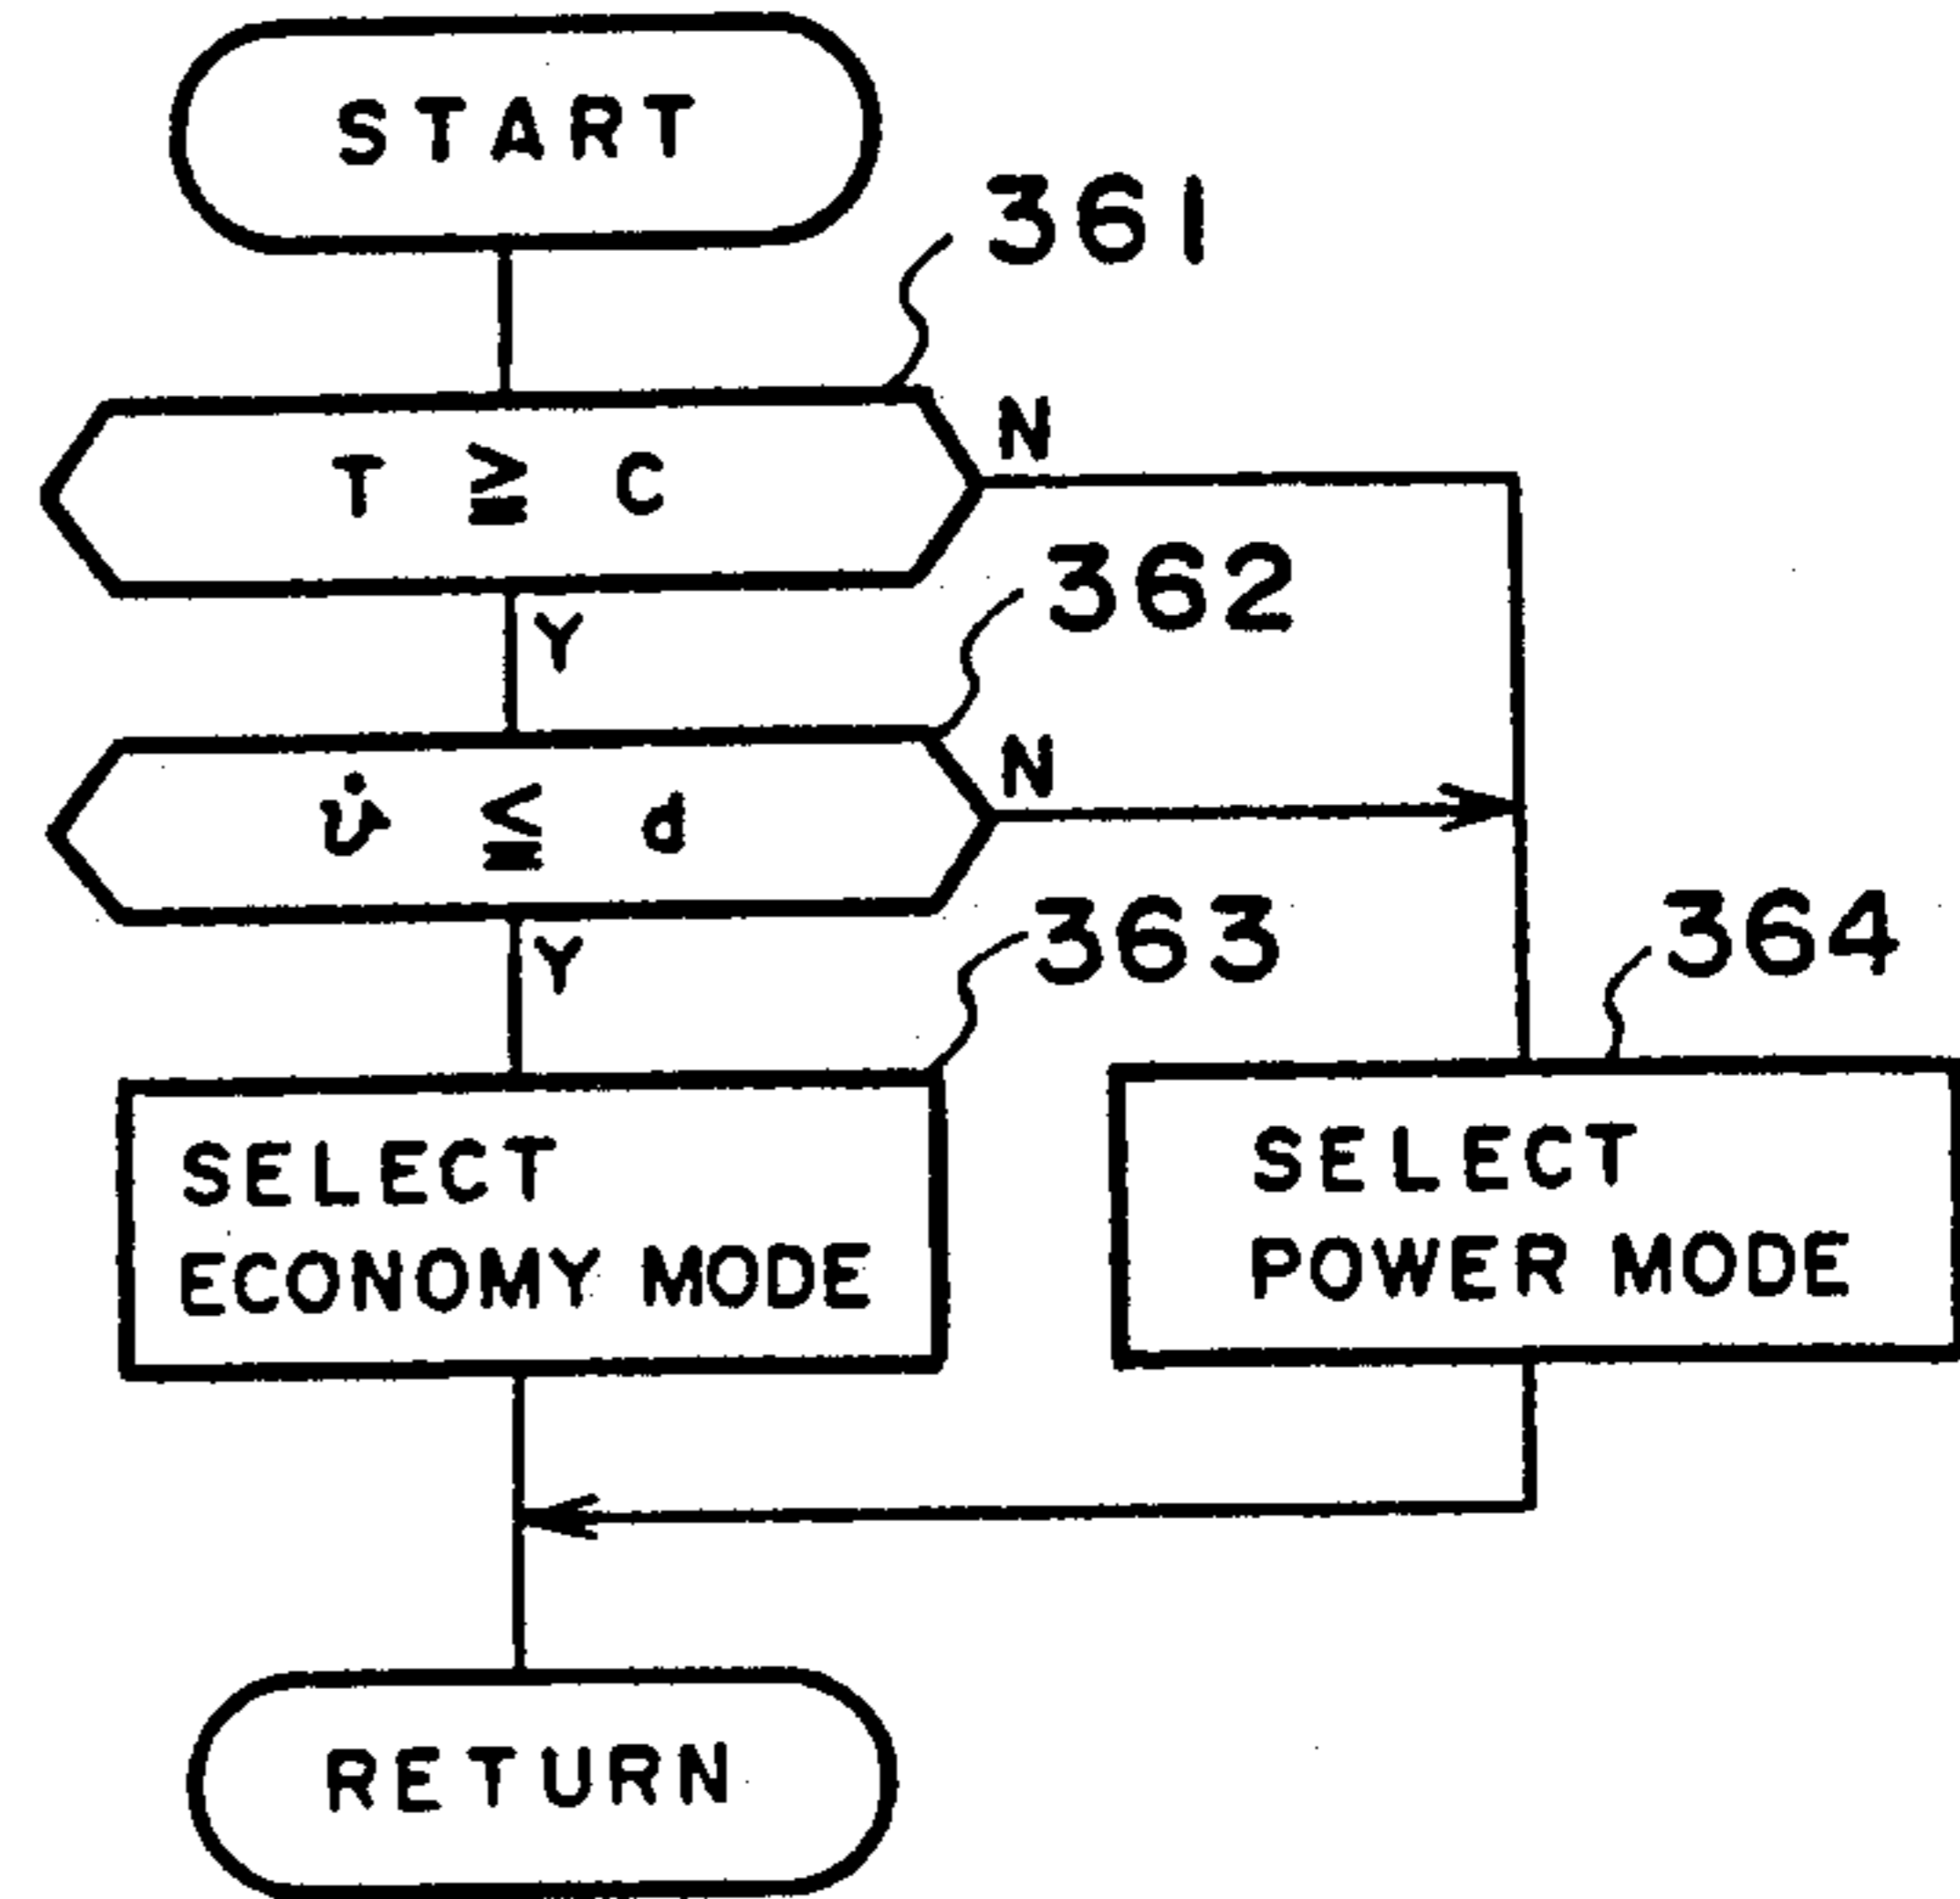 START
361
T ≧ C
N
362
Y
v̇ ≦ d
N
363
364
Y
SELECT
ECONOMY MODE
SELECT
POWER MODE
RETURN